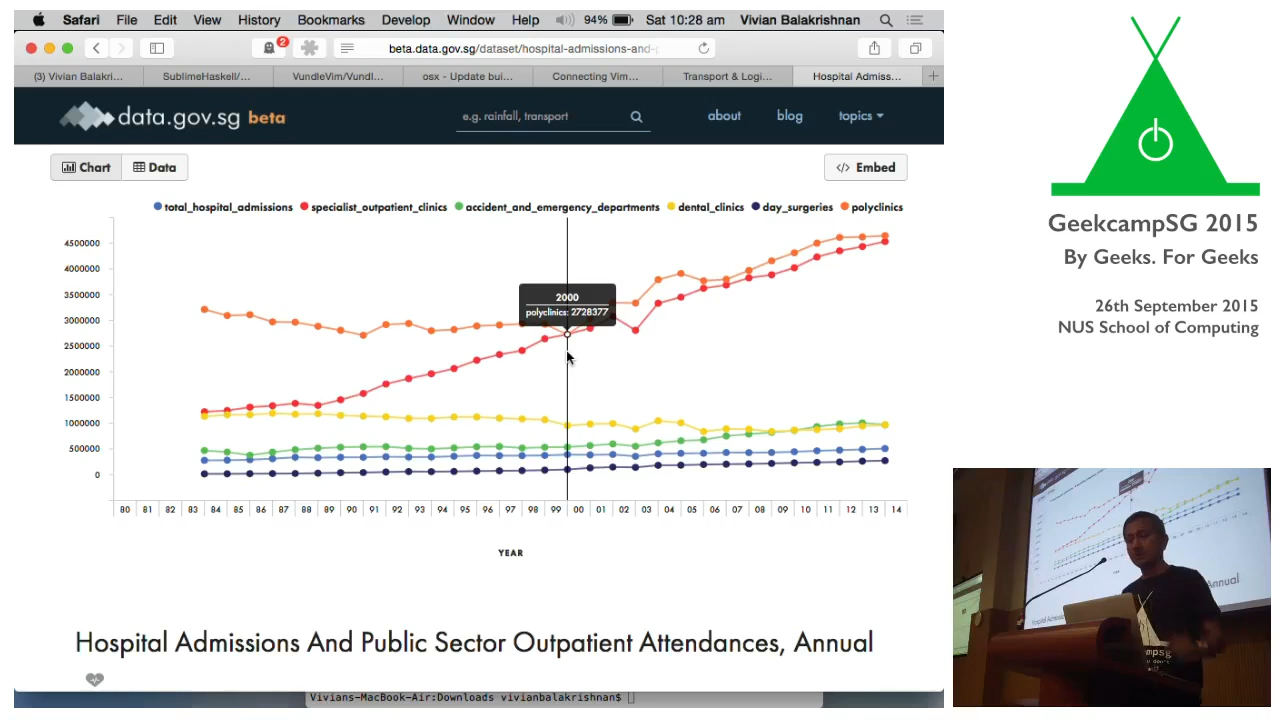 Safari File Edit View History Bookmarks Develop Window Help 94% Sat 10:28 am Vivian Balakrishnan
2
beta.data.gov.sg/dataset/hospital-admissions-and-
(3) Vivian Balakri... SublimeHaskell/... VundleVim/Vundl... osx - Update bui... Connecting Vim... Transport & Logi... Hospital Admiss...
data.gov.sg beta e.g. rainfall, transport about blog topics
Chart Data </> Embed
total_hospital_admissions specialist_outpatient_clinics accident_and_emergency_departments dental_clinics day_surgeries polyclinics
4500000
4000000
3500000
3000000
2500000
2000000
1500000
1000000
500000
0
2000
polyclinics: 2728377
80 81 82 83 84 85 86 87 88 89 90 91 92 93 94 95 96 97 98 99 00 01 02 03 04 05 06 07 08 09 10 11 12 13 14
YEAR
Hospital Admissions And Public Sector Outpatient Attendances, Annual
Vivians-MacBook-Air:Downloads vivianbalakrishnan$
GeekcampSG 2015
By Geeks. For Geeks
26th September 2015
NUS School of Computing
Annual
mpsg